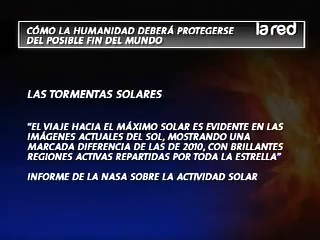 CÓMO LA HUMANIDAD DEBERÁ PROTEGERSE
DEL POSIBLE FIN DEL MUNDO
la red
LAS TORMENTAS SOLARES
"EL VIAJE HACIA EL MÁXIMO SOLAR ES EVIDENTE EN LAS
IMÁGENES ACTUALES DEL SOL, MOSTRANDO UNA
MARCADA DIFERENCIA DE LAS DE 2010, CON BRILLANTES
REGIONES ACTIVAS REPARTIDAS POR TODA LA ESTRELLA"
INFORME DE LA NASA SOBRE LA ACTIVIDAD SOLAR